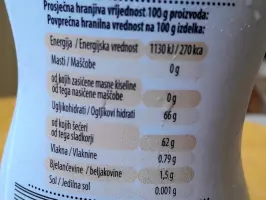 Prosječna hranjiva vrijednost 100 g proizvoda:
Povprečna hranilna vrednost na 100 g izdelka:
Energija / Energijska vrednost 1130 kJ / 270 kcal
Masti / Maščobe 0 g
od kojih zasićene masne kiseline
od tega nasičene maščobe 0 g
Ugljikohidrati / Ogljikovi hidrati 66 g
od kojih šećeri
od tega sladkorji 62 g
Vlakna / Vlaknine 0.79 g
Bjelančevine / beljakovine 1,5 g
Sol / Jedilna sol 0.001 g